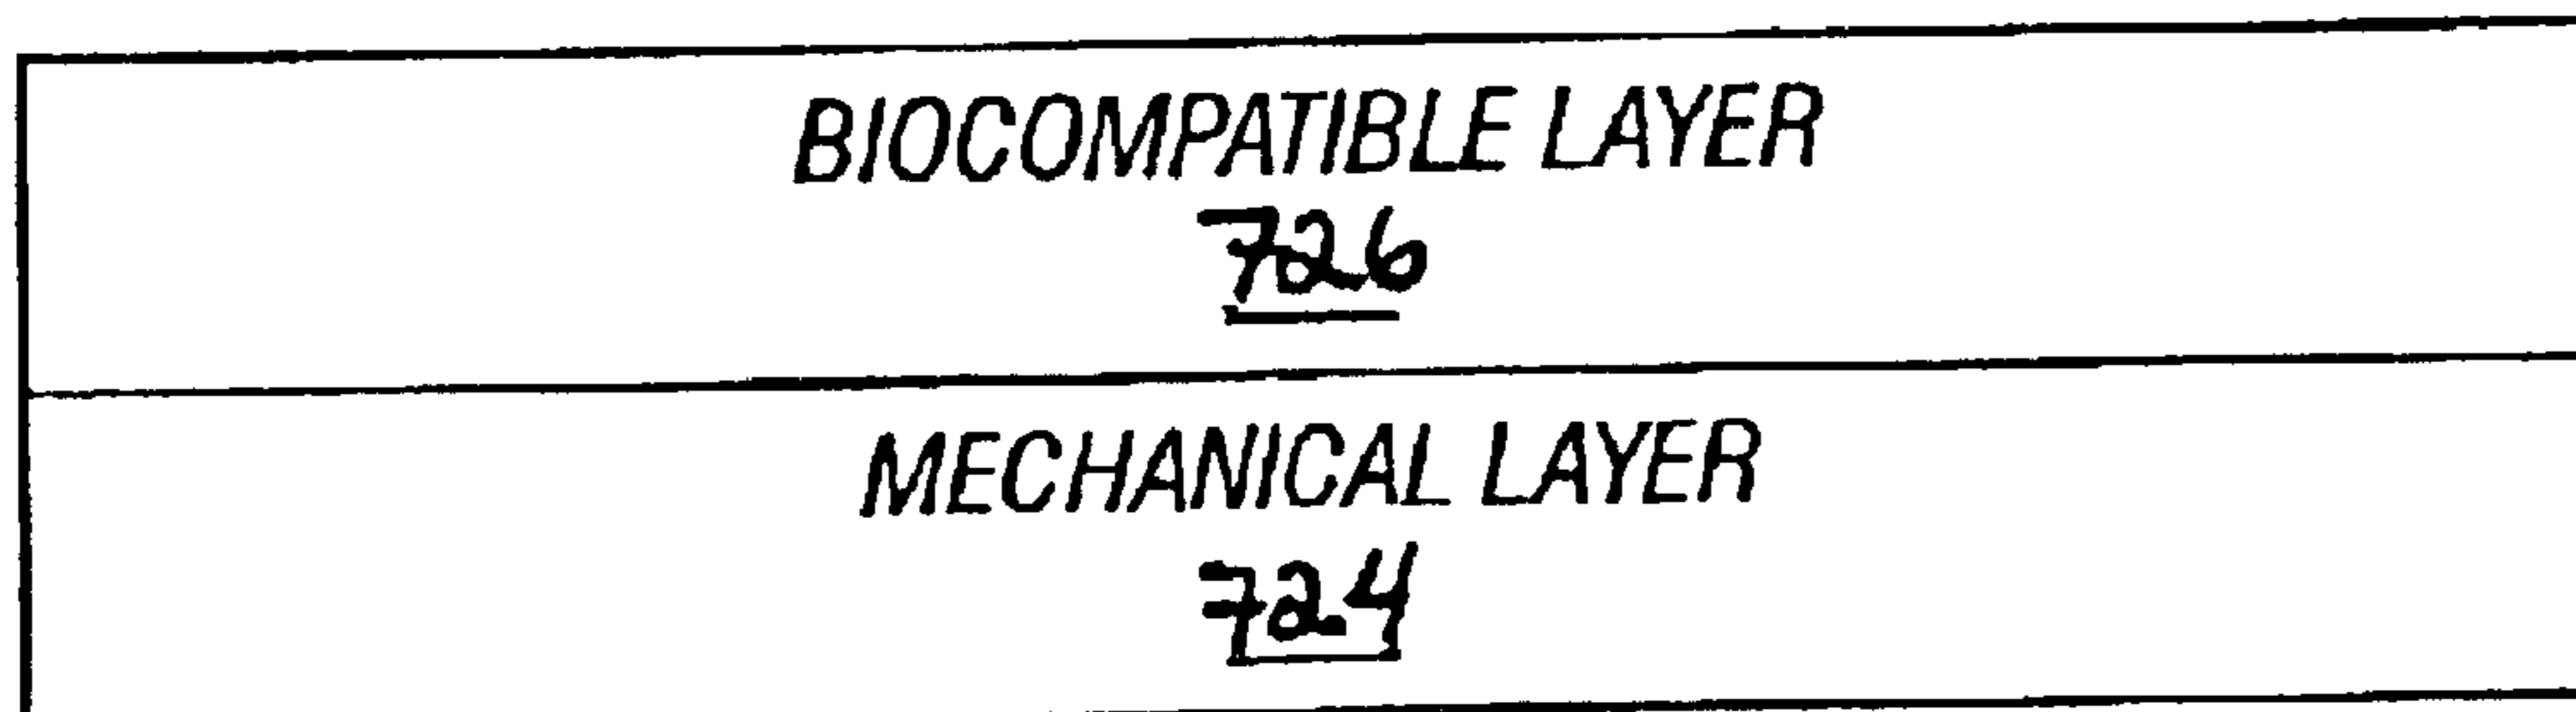 BIOCOMPATIBLE LAYER
726
MECHANICAL LAYER
724